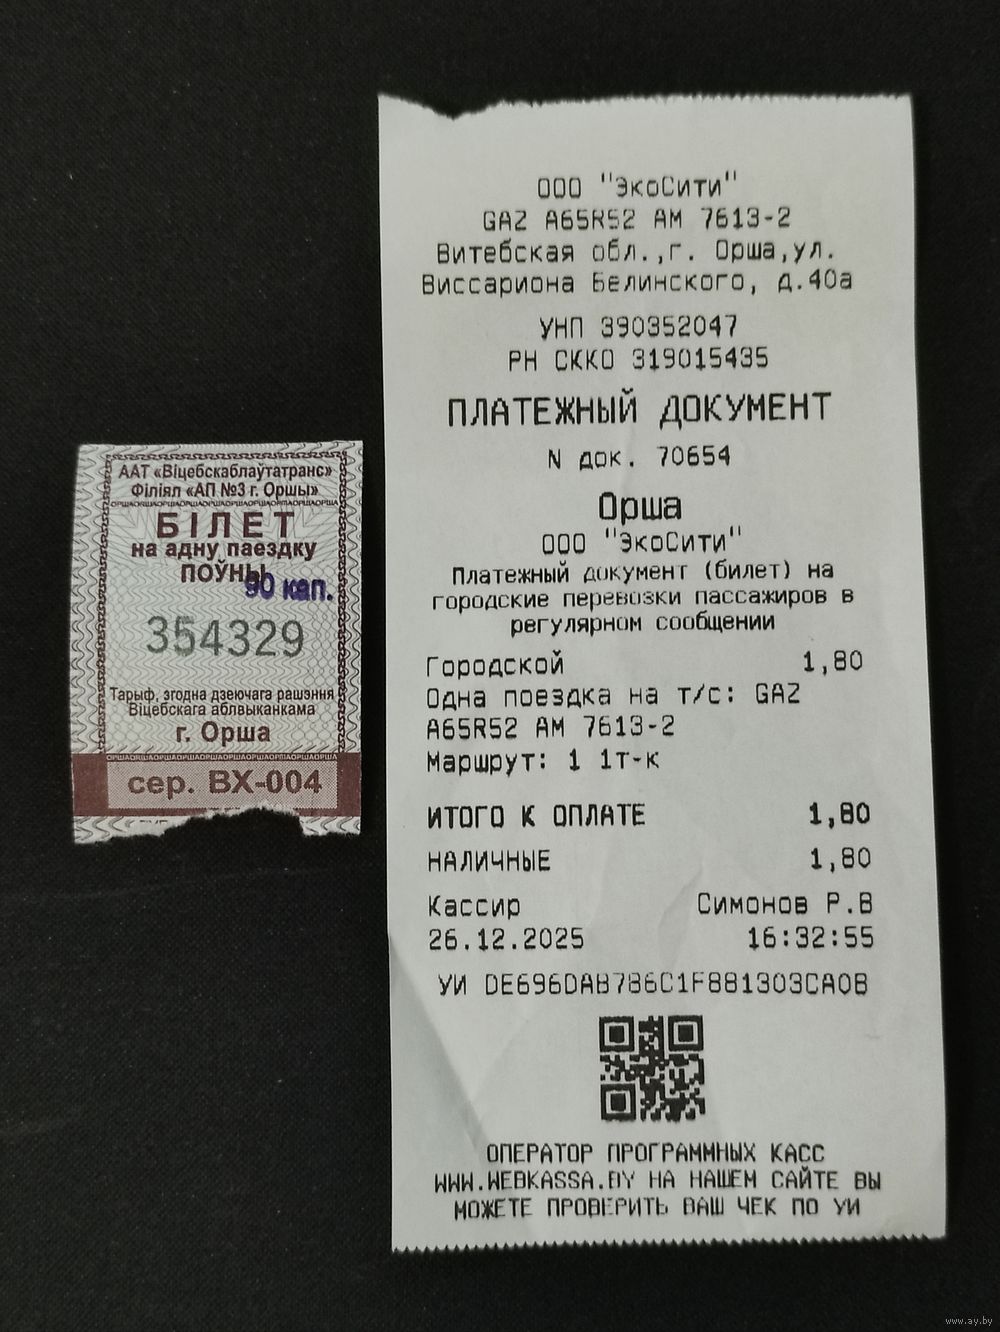 ААТ «Віцебскаблаўтатранс»
Філіял «АП №3 г. Оршы»
БІЛЕТ
на адну паездку
ПОЎНЫ
90 кап.
354329
Тарыф, згодна дзеючага рашэння
Віцебскага аблвыканкама
г. Орша
сер. ВХ-004
ООО "ЭкоСити"
GAZ A65R52 АМ 7613-2
Витебская обл.,г. Орша,ул.
Виссариона Белинского, д.40а
УНП 390352047
РН СККО 319015435
ПЛАТЕЖНЫЙ ДОКУМЕНТ
N док. 70654
Орша
ООО "ЭкоСити"
Платежный документ (билет) на
городские перевозки пассажиров в
регулярном сообщении
Городской 1,80
Одна поездка на т/с: GAZ
A65R52 АМ 7613-2
Маршрут: 1 1т-к
ИТОГО К ОПЛАТЕ 1,80
НАЛИЧНЫЕ 1,80
Кассир Симонов Р.В
26.12.2025 16:32:55
УИ DE696DAB786C1F881303CA0B
ОПЕРАТОР ПРОГРАММНЫХ КАСС
WWW.WEBKASSA.BY НА НАШЕМ САЙТЕ ВЫ
МОЖЕТЕ ПРОВЕРИТЬ ВАШ ЧЕК ПО УИ
www.ay.by